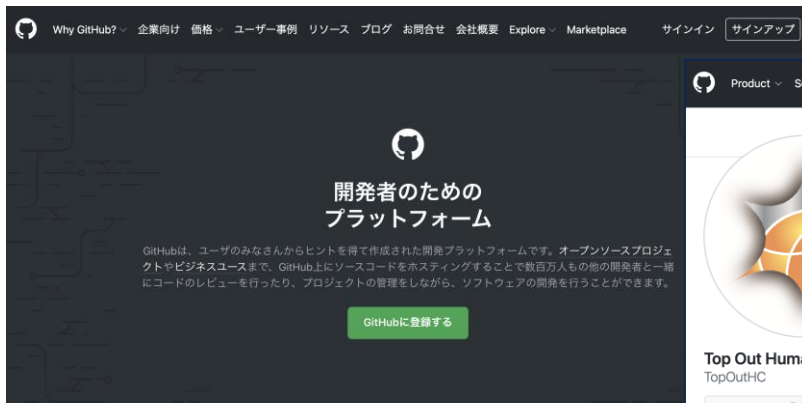 Why GitHub? 企業向け 価格 ユーザー事例 リソース ブログ お問合せ 会社概要 Explore Marketplace サインイン サインアップ
Product
開発者のための
プラットフォーム
GitHubは、ユーザのみなさんからヒントを得て作成された開発プラットフォームです。オープンソースプロジェ
クトやビジネスユースまで、GitHub上にソースコードをホスティングすることで数百万人もの他の開発者と一緒
にコードのレビューを行ったり、プロジェクトの管理をしながら、ソフトウェアの開発を行うことができます。
GitHubに登録する
Top Out Huma
TopOutHC